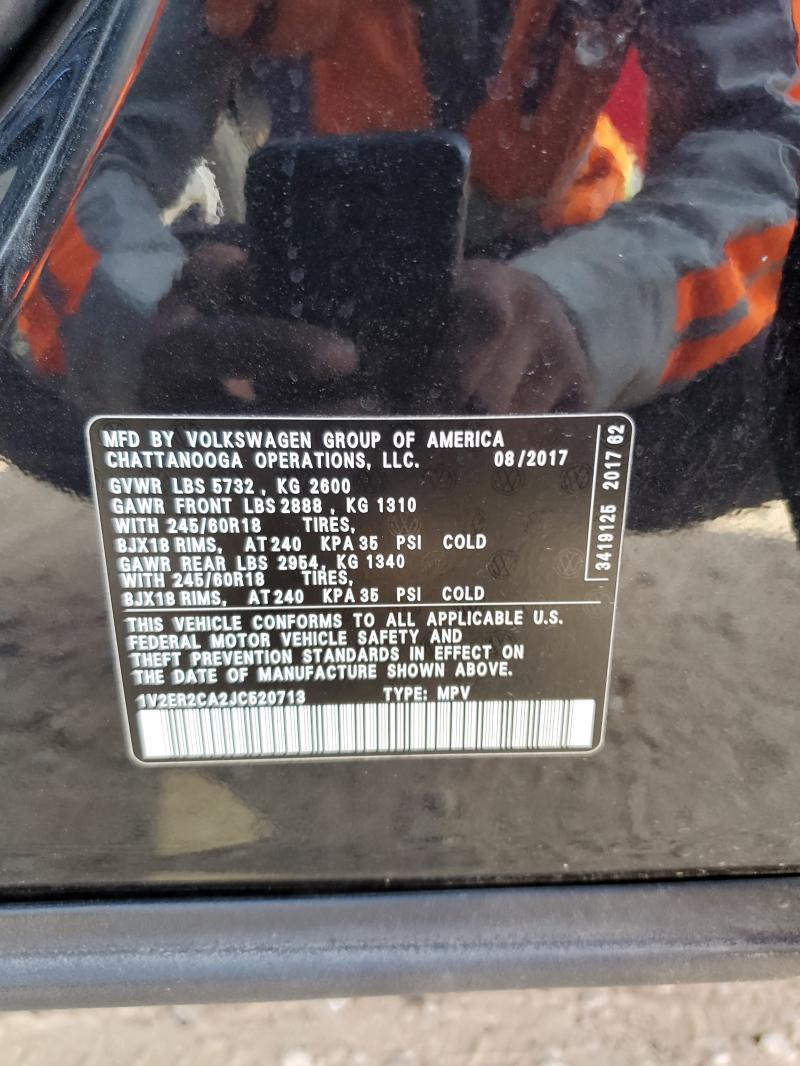 MFD BY VOLKSWAGEN GROUP OF AMERICA
CHATTANOOGA OPERATIONS, LLC. 08/2017
GVWR LBS 5732 , KG 2600
GAWR FRONT LBS 2888 , KG 1310
WITH 245/60R18 TIRES,
8JX18 RIMS, AT 240 KPA 35 PSI COLD
GAWR REAR LBS 2954, KG 1340
WITH 245/60R18 TIRES,
8JX18 RIMS, AT 240 KPA 35 PSI COLD
THIS VEHICLE CONFORMS TO ALL APPLICABLE U.S.
FEDERAL MOTOR VEHICLE SAFETY AND
THEFT PREVENTION STANDARDS IN EFFECT ON
THE DATE OF MANUFACTURE SHOWN ABOVE.
1V2ER2CA2JC520713 TYPE: MPV
3419125 2017 62